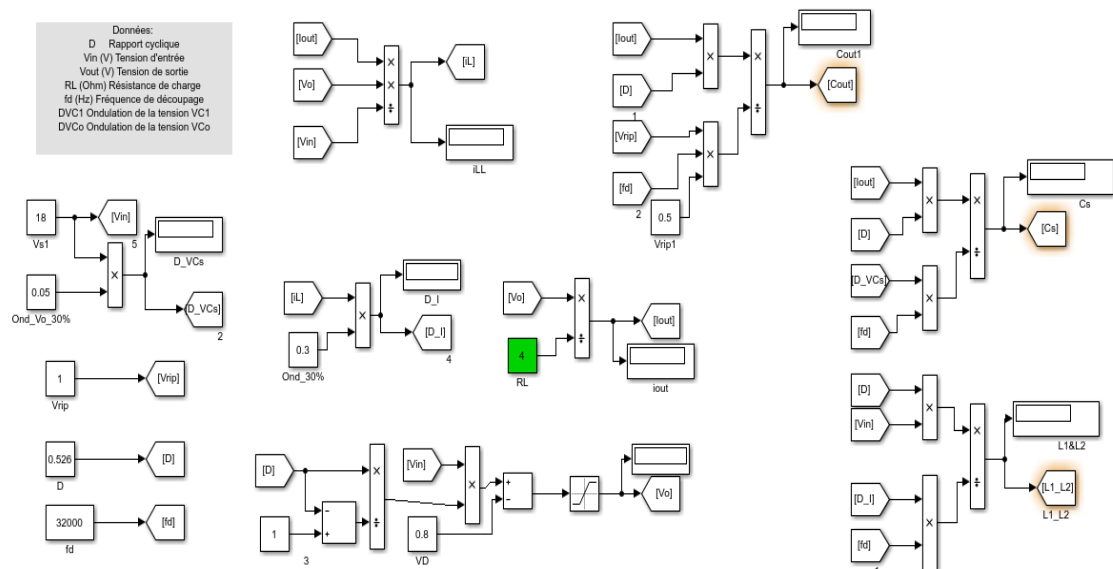 Données:
D Rapport cyclique
Vin (V) Tension d'entrée
Vout (V) Tension de sortie
RL (Ohm) Résistance de charge
fd (Hz) Fréquence de découpage
DVC1 Ondulation de la tension VC1
DVCo Ondulation de la tension VCo
[Iout]
[Vo]
[Vin]
×
×
÷
[iL]
iLL
[Iout]
[D]
1
×
[Vrip]
[fd]
2
0.5
Vrip1
×
×
÷
Cout1
[Cout]
[Iout]
[D]
×
[D_VCs]
[fd]
×
×
÷
Cs
[Cs]
18
Vs1
[Vin]
5
0.05
Ond_Vo_30%
×
D_VCs
[D_VCs]
2
[iL]
0.3
Ond_30%
×
D_I
[D_I]
4
[Vo]
4
RL
×
÷
[Iout]
iout
1
Vrip
[Vrip]
0.526
D
[D]
32000
fd
[fd]
[D]
1
3
−
+
×
÷
[Vin]
×
0.8
VD
+
−
[Vo]
[D]
[Vin]
×
[D_I]
[fd]
×
×
÷
L1&L2
[L1_L2]
L1_L2